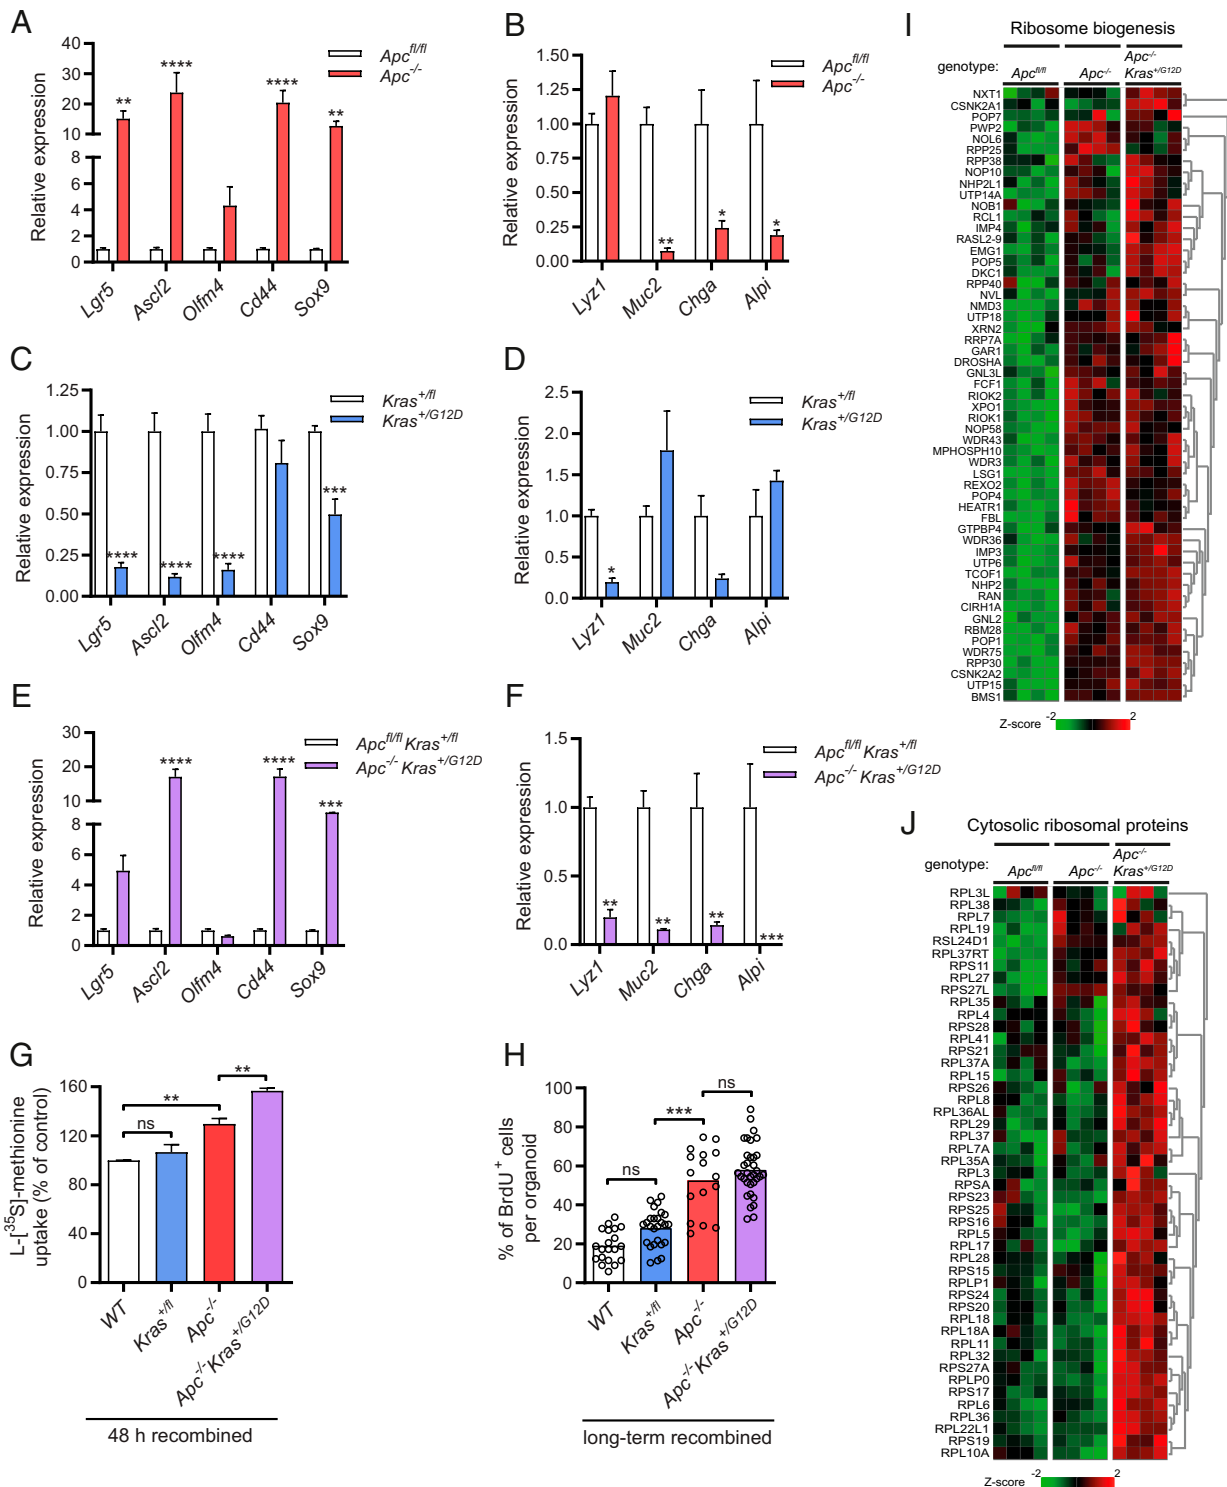 A
40
30
20
10
8
6
4
2
0
Relative expression
Apc^fl/fl
Apc^-/-
**
****
****
**
Lgr5
Ascl2
Olfm4
Cd44
Sox9
B
1.50
1.25
1.00
0.75
0.50
0.25
0.00
Relative expression
Apc^fl/fl
Apc^-/-
**
*
*
Lyz1
Muc2
Chga
Alpi
C
1.25
1.00
0.75
0.50
0.25
0.00
Relative expression
Kras^+/fl
Kras^+/G12D
****
****
****
***
Lgr5
Ascl2
Olfm4
Cd44
Sox9
D
2.5
2.0
1.5
1.0
0.5
0.0
Relative expression
Kras^+/fl
Kras^+/G12D
*
Lyz1
Muc2
Chga
Alpi
E
30
20
10
8
6
4
2
0
Relative expression
Apc^fl/fl Kras^+/fl
Apc^-/- Kras^+/G12D
****
****
***
Lgr5
Ascl2
Olfm4
Cd44
Sox9
F
1.5
1.0
0.5
0.0
Relative expression
Apc^fl/fl Kras^+/fl
Apc^-/- Kras^+/G12D
**
**
**
***
Lyz1
Muc2
Chga
Alpi
G
160
120
80
40
0
L-[^35S]-methionine
uptake (% of control)
**
**
ns
WT
Kras^+/fl
Apc^-/-
Apc^-/- Kras^+/G12D
48 h recombined
H
100
80
60
40
20
0
% of BrdU^+ cells
per organoid
ns
***
ns
WT
Kras^+/fl
Apc^-/-
Apc^-/- Kras^+/G12D
long-term recombined
I
Ribosome biogenesis
genotype:
Apc^fl/fl
Apc^-/-
Apc^-/-
Kras^+/G12D
NXT1
CSNK2A1
POP7
PWP2
NOL6
RPP25
RPP38
NOP10
NHP2L1
UTP14A
NOB1
RCL1
IMP4
RASL2-9
EMG1
POP5
DKC1
RPP40
NVL
NMD3
UTP18
XRN2
RRP7A
GAR1
DROSHA
GNL3L
FCF1
RIOK2
XPO1
RIOK1
NOP58
WDR43
MPHOSPH10
WDR3
LSG1
REXO2
POP4
HEATR1
FBL
GTPBP4
WDR36
IMP3
UTP6
TCOF1
NHP2
RAN
CIRH1A
GNL2
RBM28
POP1
WDR75
RPP30
CSNK2A2
UTP15
BMS1
Z-score -2 2
J
Cytosolic ribosomal proteins
genotype:
Apc^fl/fl
Apc^-/-
Apc^-/-
Kras^+/G12D
RPL3L
RPL38
RPL7
RPL19
RSL24D1
RPL37RT
RPS11
RPL27
RPS27L
RPL35
RPL4
RPS28
RPL41
RPS21
RPL37A
RPL15
RPS26
RPL8
RPL36AL
RPL29
RPL37
RPL7A
RPL35A
RPL3
RPSA
RPS23
RPS25
RPS16
RPL5
RPL17
RPL28
RPS15
RPLP1
RPS24
RPS20
RPL18
RPL18A
RPL11
RPL32
RPS27A
RPLP0
RPS17
RPL6
RPL36
RPL22L1
RPS19
RPL10A
Z-score -2 2